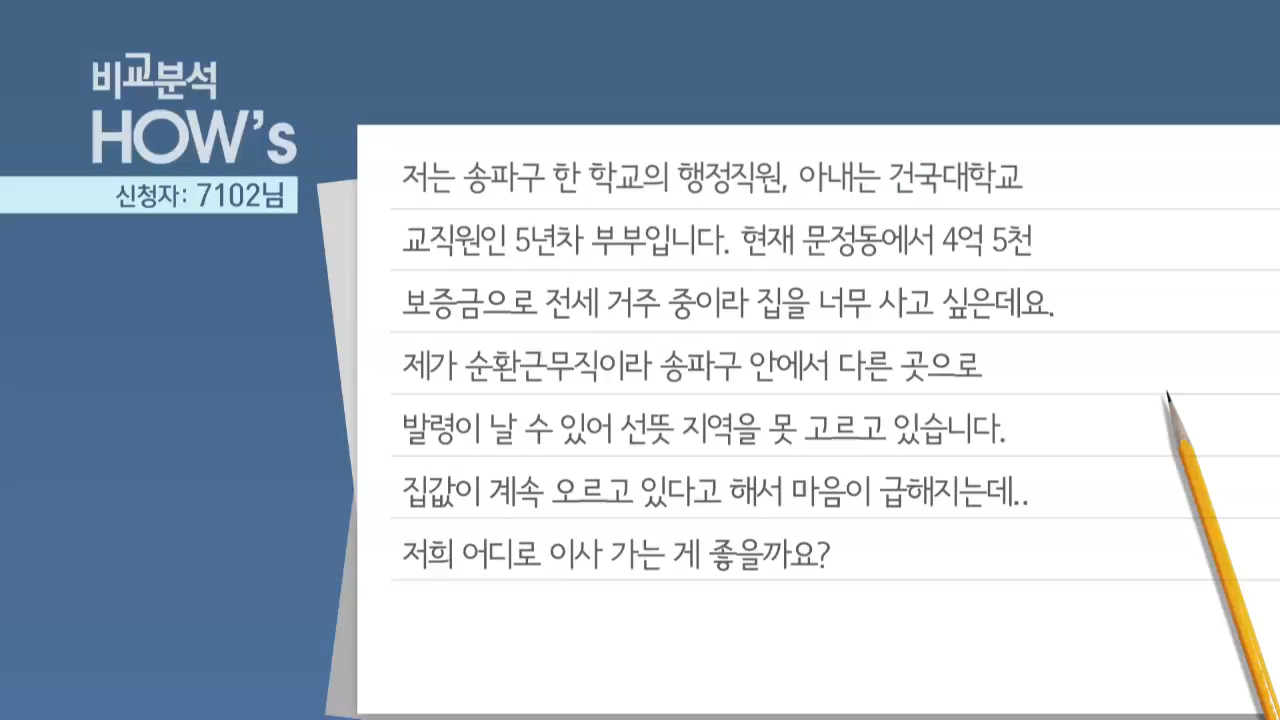 비교분석
HOW's
신청자: 7102님
저는 송파구 한 학교의 행정직원, 아내는 건국대학교
교직원인 5년차 부부입니다. 현재 문정동에서 4억 5천
보증금으로 전세 거주 중이라 집을 너무 사고 싶은데요.
제가 순환근무직이라 송파구 안에서 다른 곳으로
발령이 날 수 있어 선뜻 지역을 못 고르고 있습니다.
집값이 계속 오르고 있다고 해서 마음이 급해지는데..
저희 어디로 이사 가는 게 좋을까요?